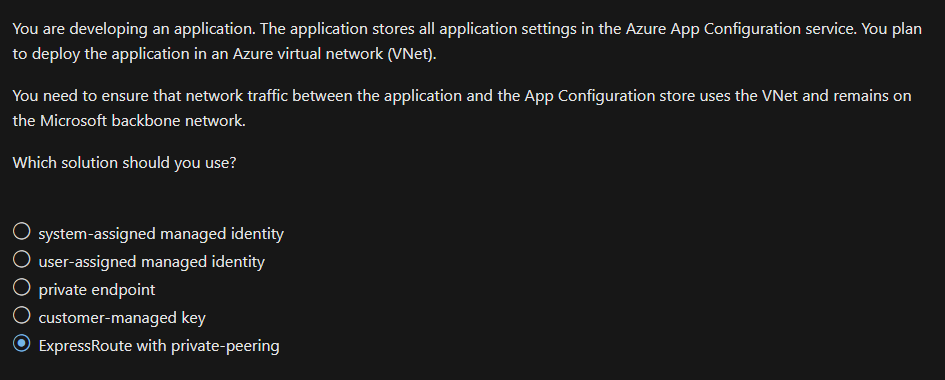 You are developing an application. The application stores all application settings in the Azure App Configuration service. You plan
to deploy the application in an Azure virtual network (VNet).
You need to ensure that network traffic between the application and the App Configuration store uses the VNet and remains on
the Microsoft backbone network.
Which solution should you use?
system-assigned managed identity
user-assigned managed identity
private endpoint
customer-managed key
ExpressRoute with private-peering